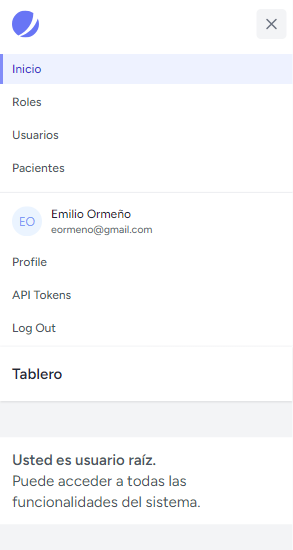 Inicio
Roles
Usuarios
Pacientes
EO
Emilio Ormeño
eormeno@gmail.com
Profile
API Tokens
Log Out
Tablero
Usted es usuario raíz.
Puede acceder a todas las
funcionalidades del sistema.